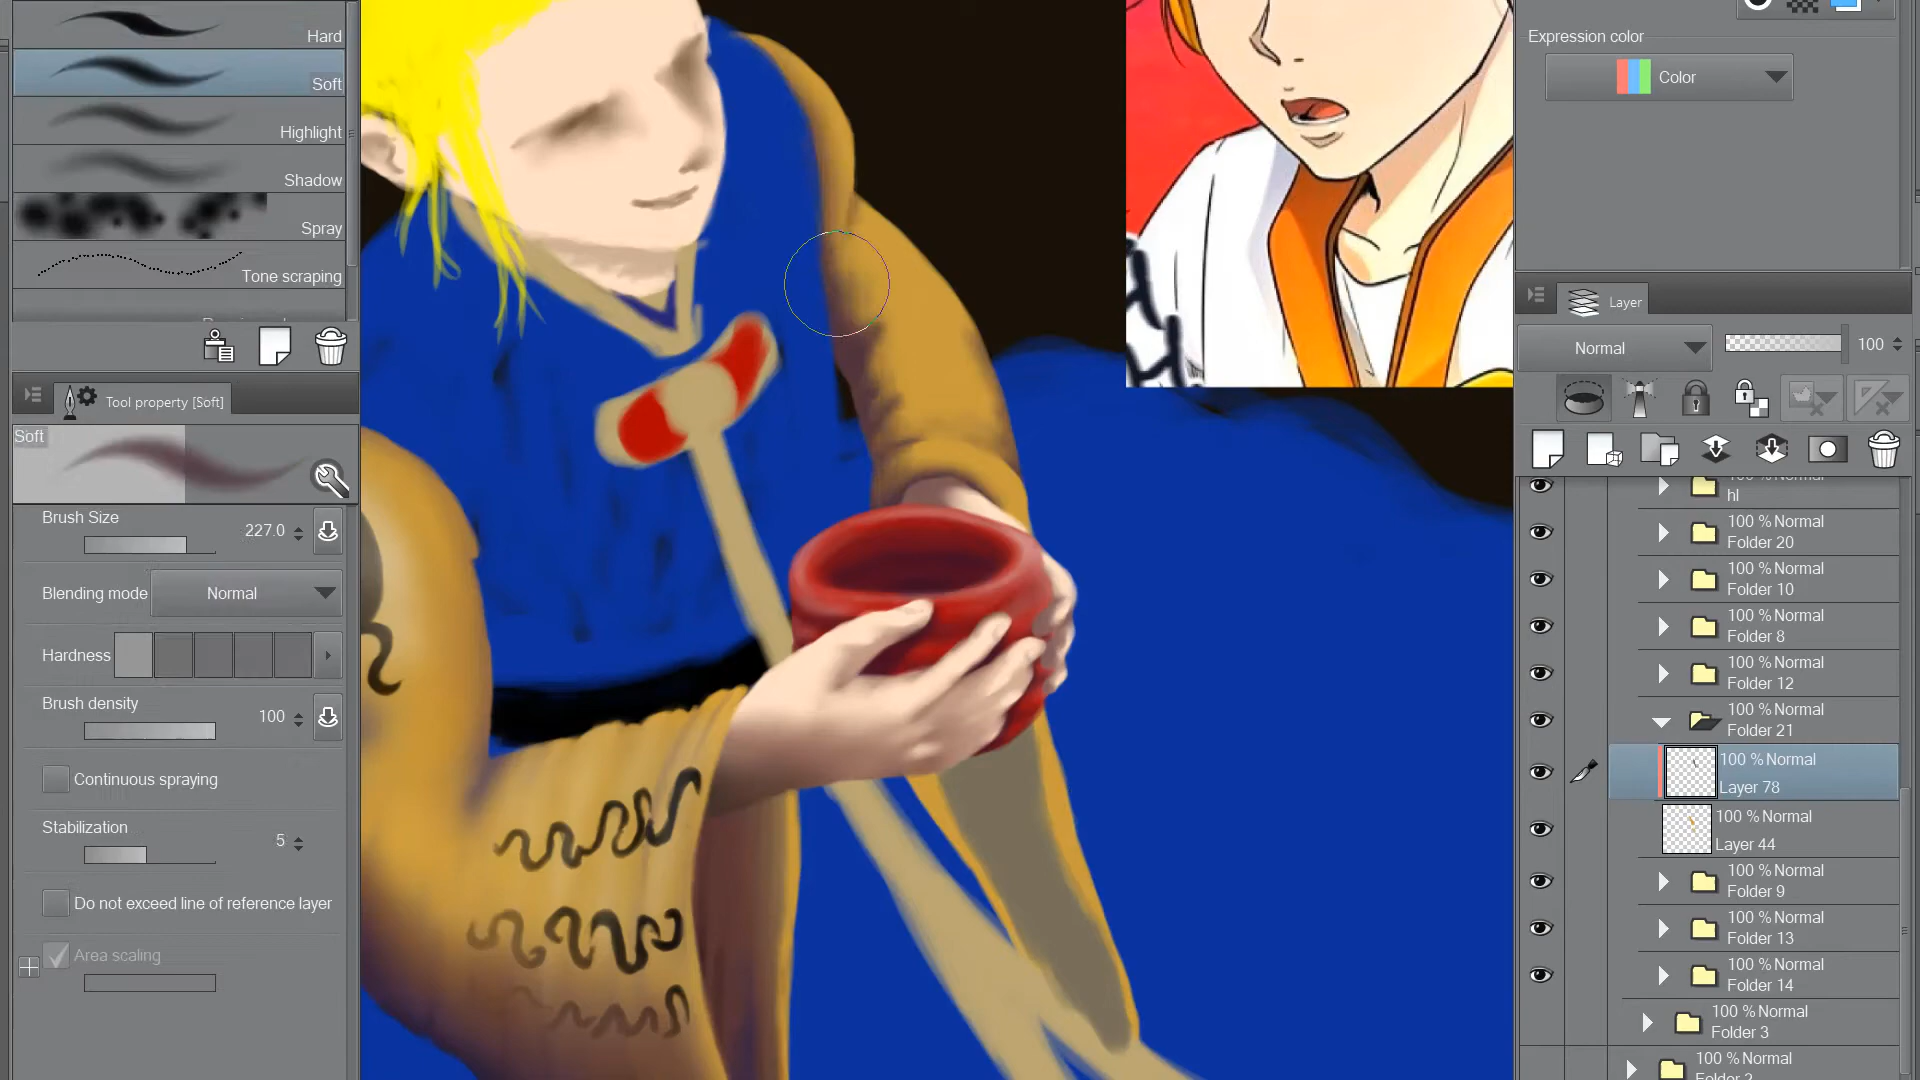 Hard
Soft
Highlight
Shadow
Spray
Tone scraping
Tool property [Soft]
Soft
Brush Size
227.0
Blending mode
Normal
Hardness
Brush density
100
Continuous spraying
Stabilization
5
Do not exceed line of reference layer
Area scaling
Expression color
Color
Layer
Normal
100
100 % Normal
hl
100 % Normal
Folder 20
100 % Normal
Folder 10
100 % Normal
Folder 8
100 % Normal
Folder 12
100 % Normal
Folder 21
100 % Normal
Layer 78
100 % Normal
Layer 44
100 % Normal
Folder 9
100 % Normal
Folder 13
100 % Normal
Folder 14
100 % Normal
Folder 3
100 % Normal
Folder 2